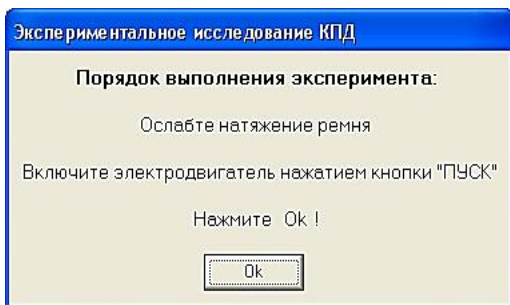 Экспериментальное исследование КПД
Порядок выполнения эксперимента:
Ослабте натяжение ремня
Включите электродвигатель нажатием кнопки "ПУСК"
Нажмите Ok !
Ok